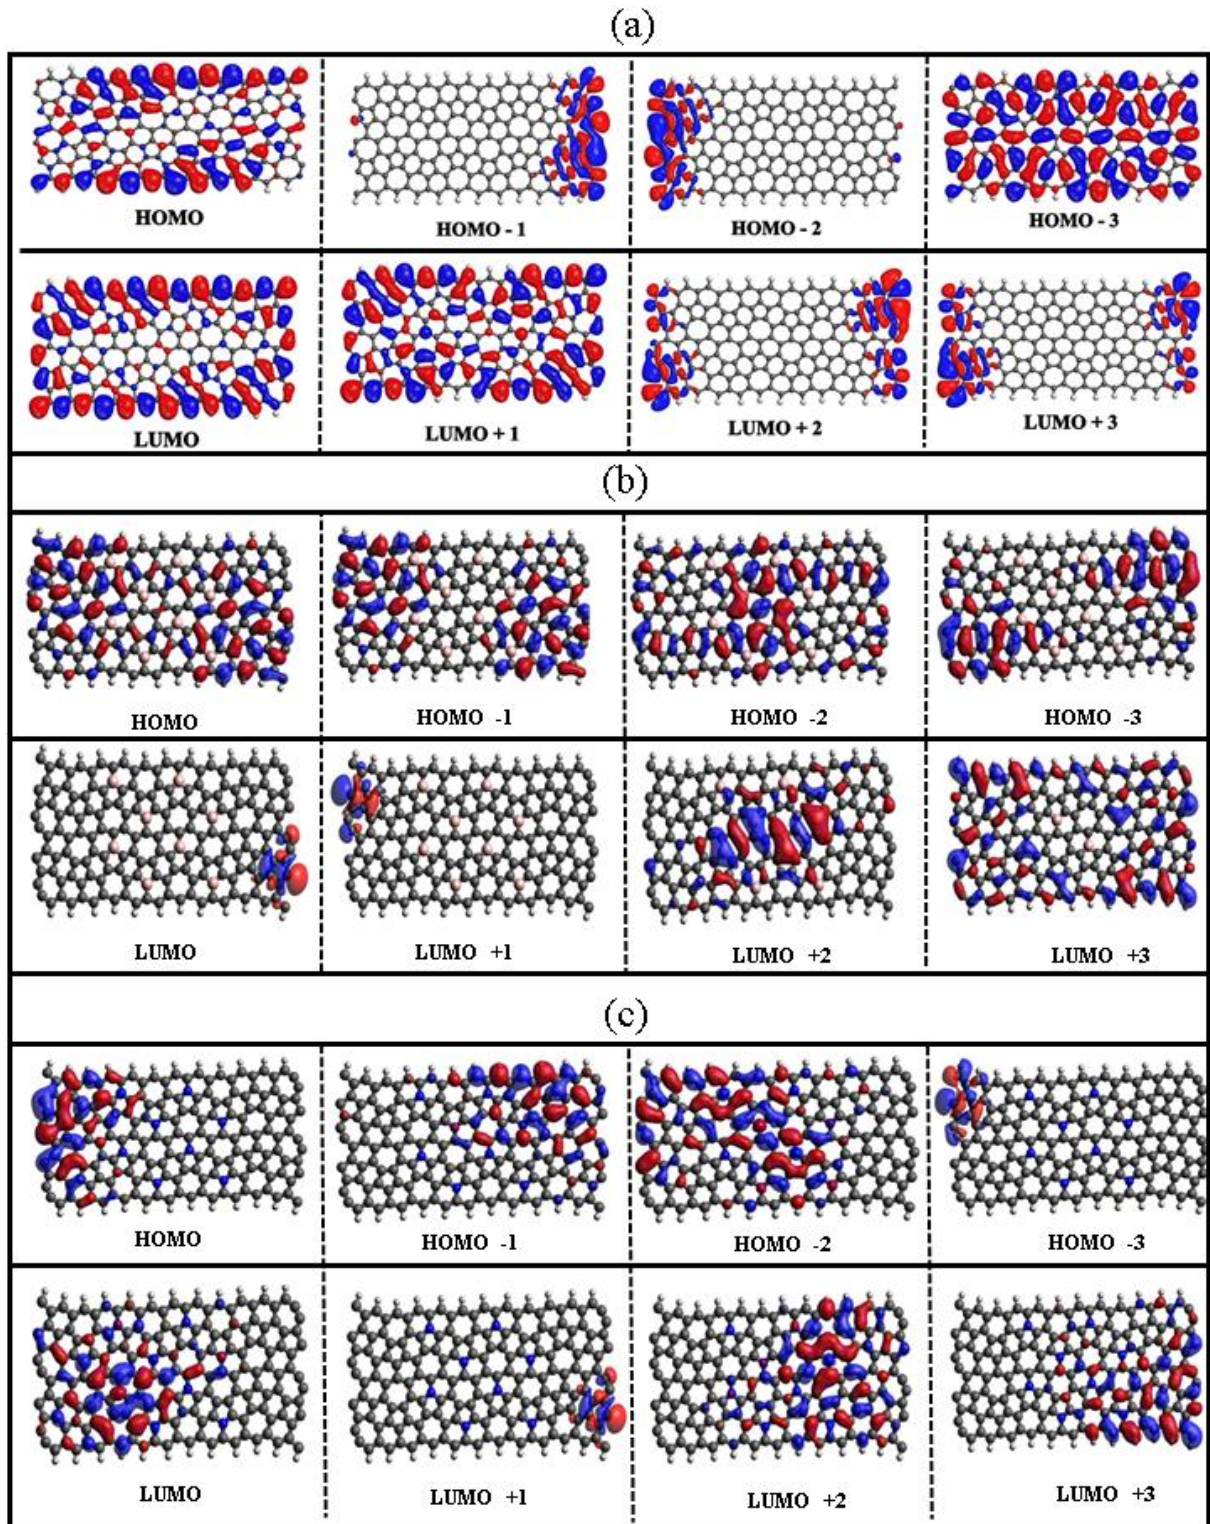 (a)
HOMO
HOMO - 1
HOMO - 2
HOMO - 3
LUMO
LUMO + 1
LUMO + 2
LUMO + 3
(b)
HOMO
HOMO -1
HOMO -2
HOMO -3
LUMO
LUMO +1
LUMO +2
LUMO +3
(c)
HOMO
HOMO -1
HOMO -2
HOMO -3
LUMO
LUMO +1
LUMO +2
LUMO +3